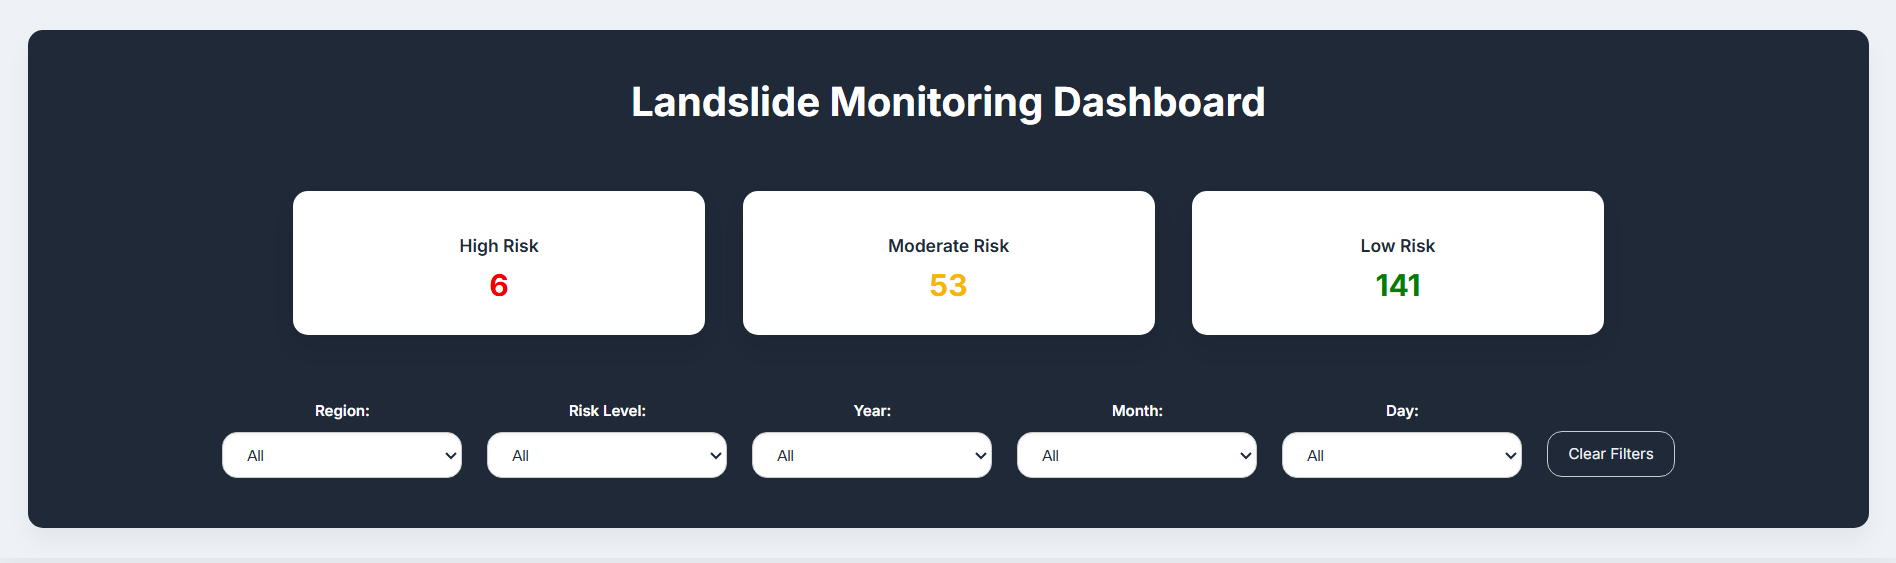 Landslide Monitoring Dashboard
High Risk
6
Moderate Risk
53
Low Risk
141
Region:
All
Risk Level:
All
Year:
All
Month:
All
Day:
All
Clear Filters